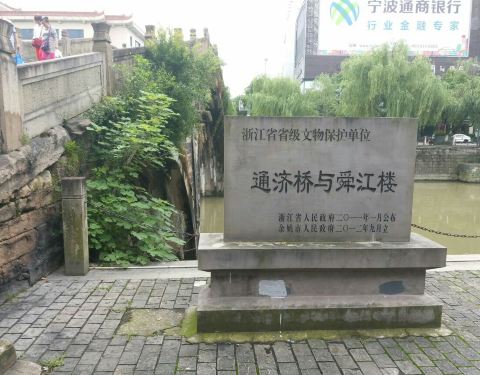 宁波通商银行
行业金融专家
浙江省省级文物保护单位
通济桥与舜江楼
浙江省人民政府二〇一一年一月公布
余姚市人民政府二〇一二年九月立